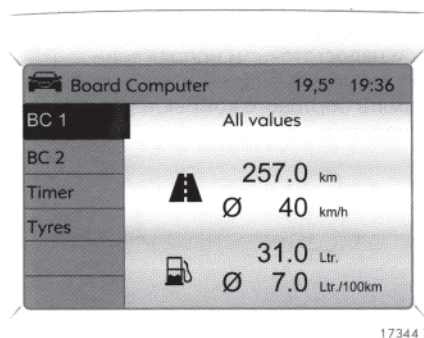 Board Computer 19,5° 19:36
BC 1
All values
BC 2
Timer
Tyres
257.0 km
Ø 40 km/h
31.0 Ltr.
Ø 7.0 Ltr./100km
17344